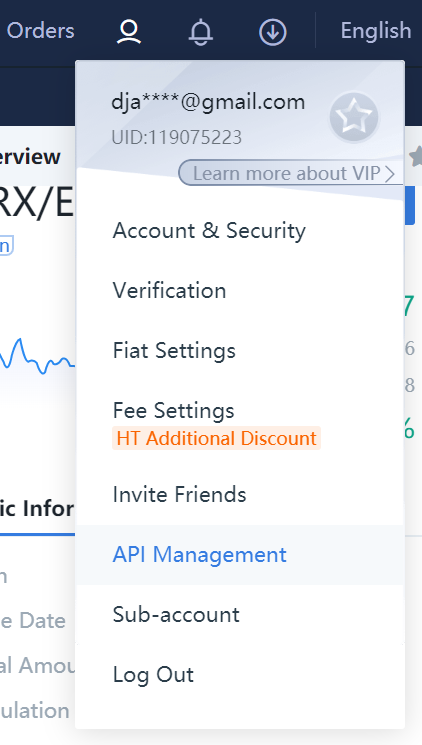 Orders
English
dja****@gmail.com
UID:119075223
Learn more about VIP
erview
RX/E
n
Account & Security
Verification
7
Fiat Settings
6
8
Fee Settings
%
HT Additional Discount
Invite Friends
ic Infor
API Management
n
Sub-account
e Date
al Amou
Log Out
ulation